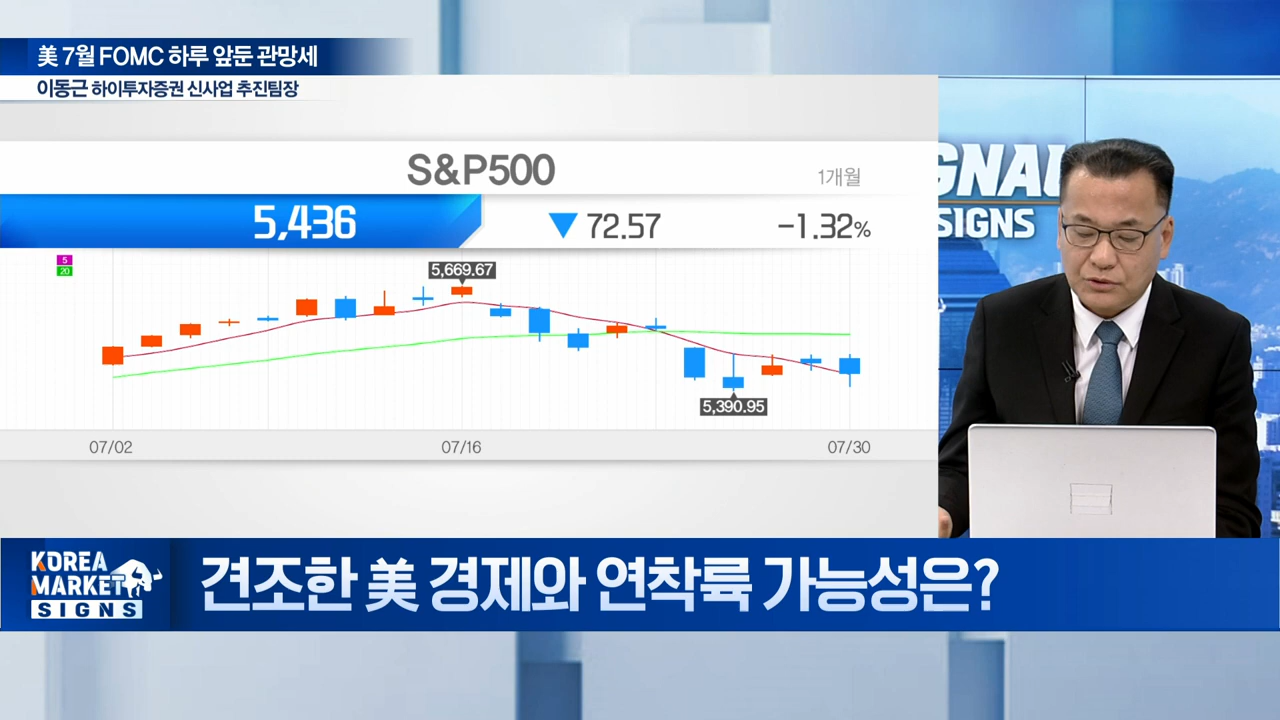 美 7월 FOMC 하루 앞둔 관망세
이동근 하이투자증권 신사업 추진팀장
S&P500
1개월
5,436 ▼ 72.57 -1.32%
5
20
5,669.67
5,390.95
07/02 07/16 07/30
GNAL
SIGNS
KOREA
MARKET
SIGNS
견조한 美 경제와 연착륙 가능성은?